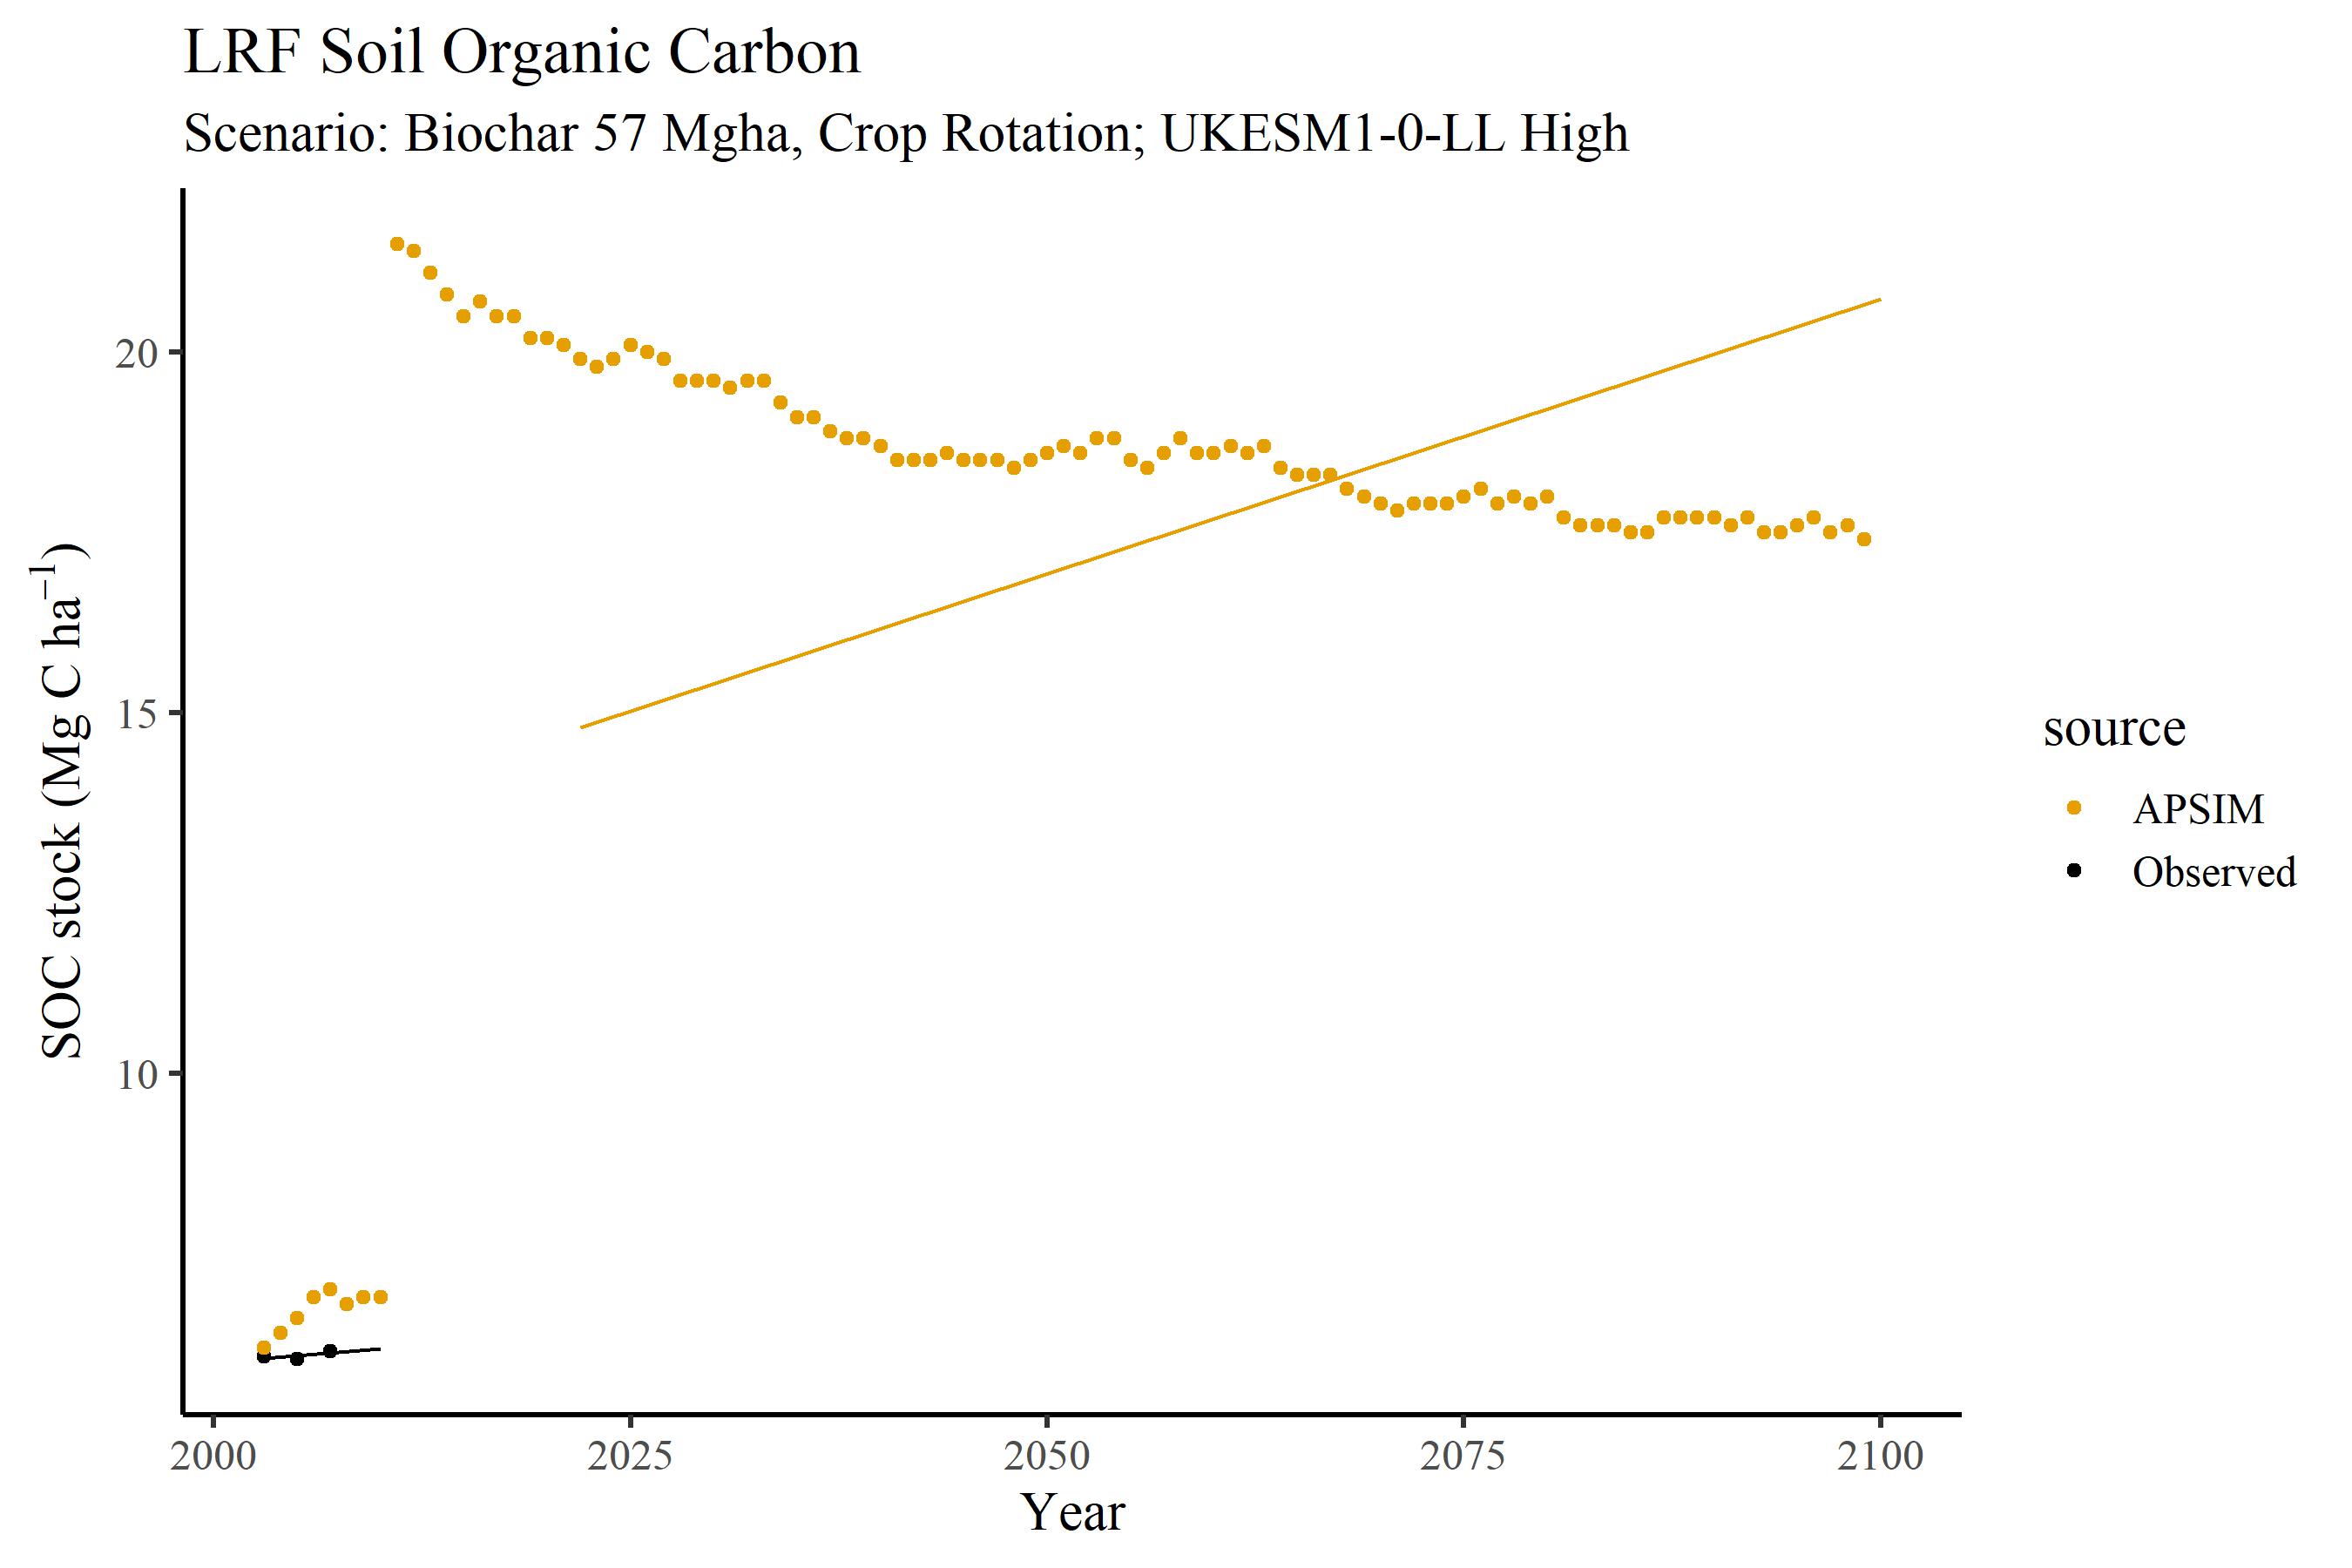 LRF Soil Organic Carbon
Scenario: Biochar 57 Mgha, Crop Rotation; UKESM1-0-LL High
SOC stock (Mg C ha⁻¹)
20
15
10
2000 2025 2050 2075 2100
Year
source
APSIM
Observed